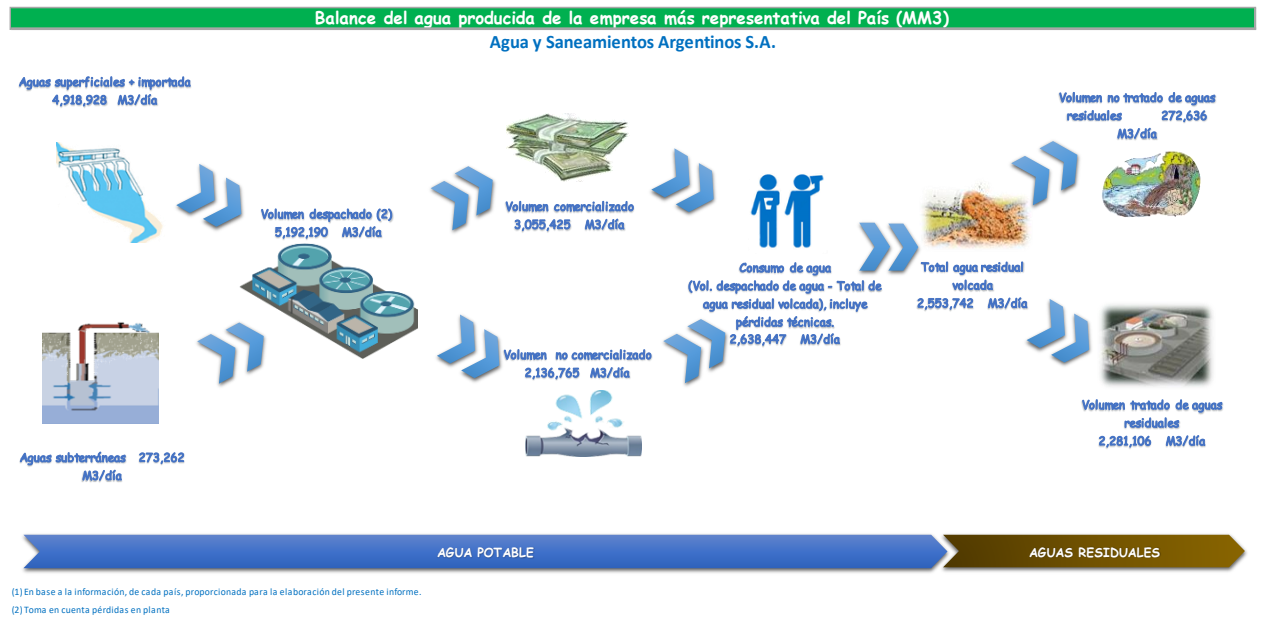 Balance del agua producida de la empresa más representativa del País (MM3)
Agua y Saneamientos Argentinos S.A.
Aguas superficiales + importada
4,918,928 M3/día
Volumen despachado (2)
5,192,190 M3/día
Aguas subterráneas 273,262
M3/día
Volumen comercializado
3,055,425 M3/día
Volumen no comercializado
2,136,765 M3/día
Consumo de agua
(Vol. despachado de agua - Total de
agua residual volcada), incluye
pérdidas técnicas.
2,638,447 M3/día
Total agua residual
volcada
2,553,742 M3/día
Volumen no tratado de aguas
residuales 272,636
M3/día
Volumen tratado de aguas
residuales
2,281,106 M3/día
AGUA POTABLE
AGUAS RESIDUALES
(1) En base a la información, de cada país, proporcionada para la elaboración del presente informe.
(2) Toma en cuenta pérdidas en planta